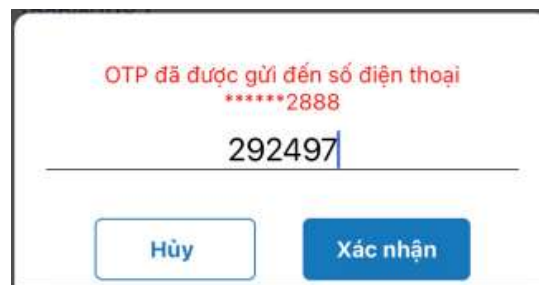 OTP đã được gửi đến số điện thoại
******2888
292497
Hủy
Xác nhận